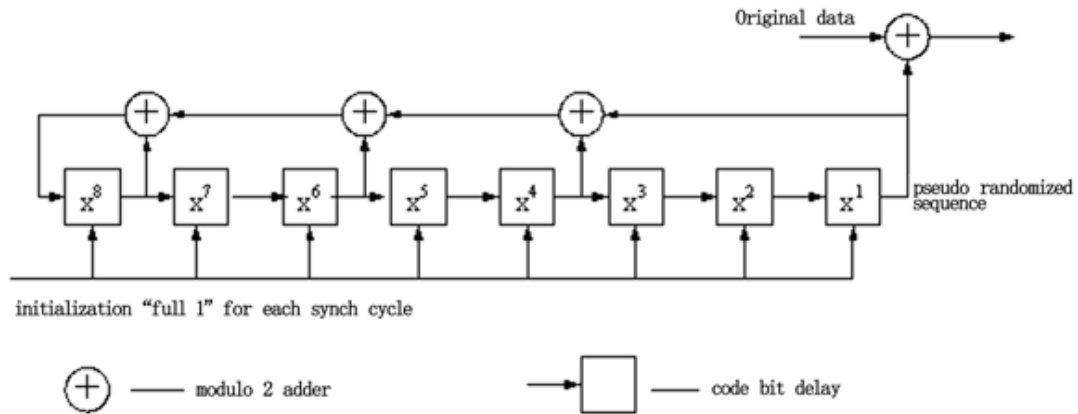 Original data
+
+ + +
x⁸ x⁷ x⁶ x⁵ x⁴ x³ x² x¹
pseudo randomized
sequence
initialization “full 1” for each synch cycle
+ modulo 2 adder code bit delay